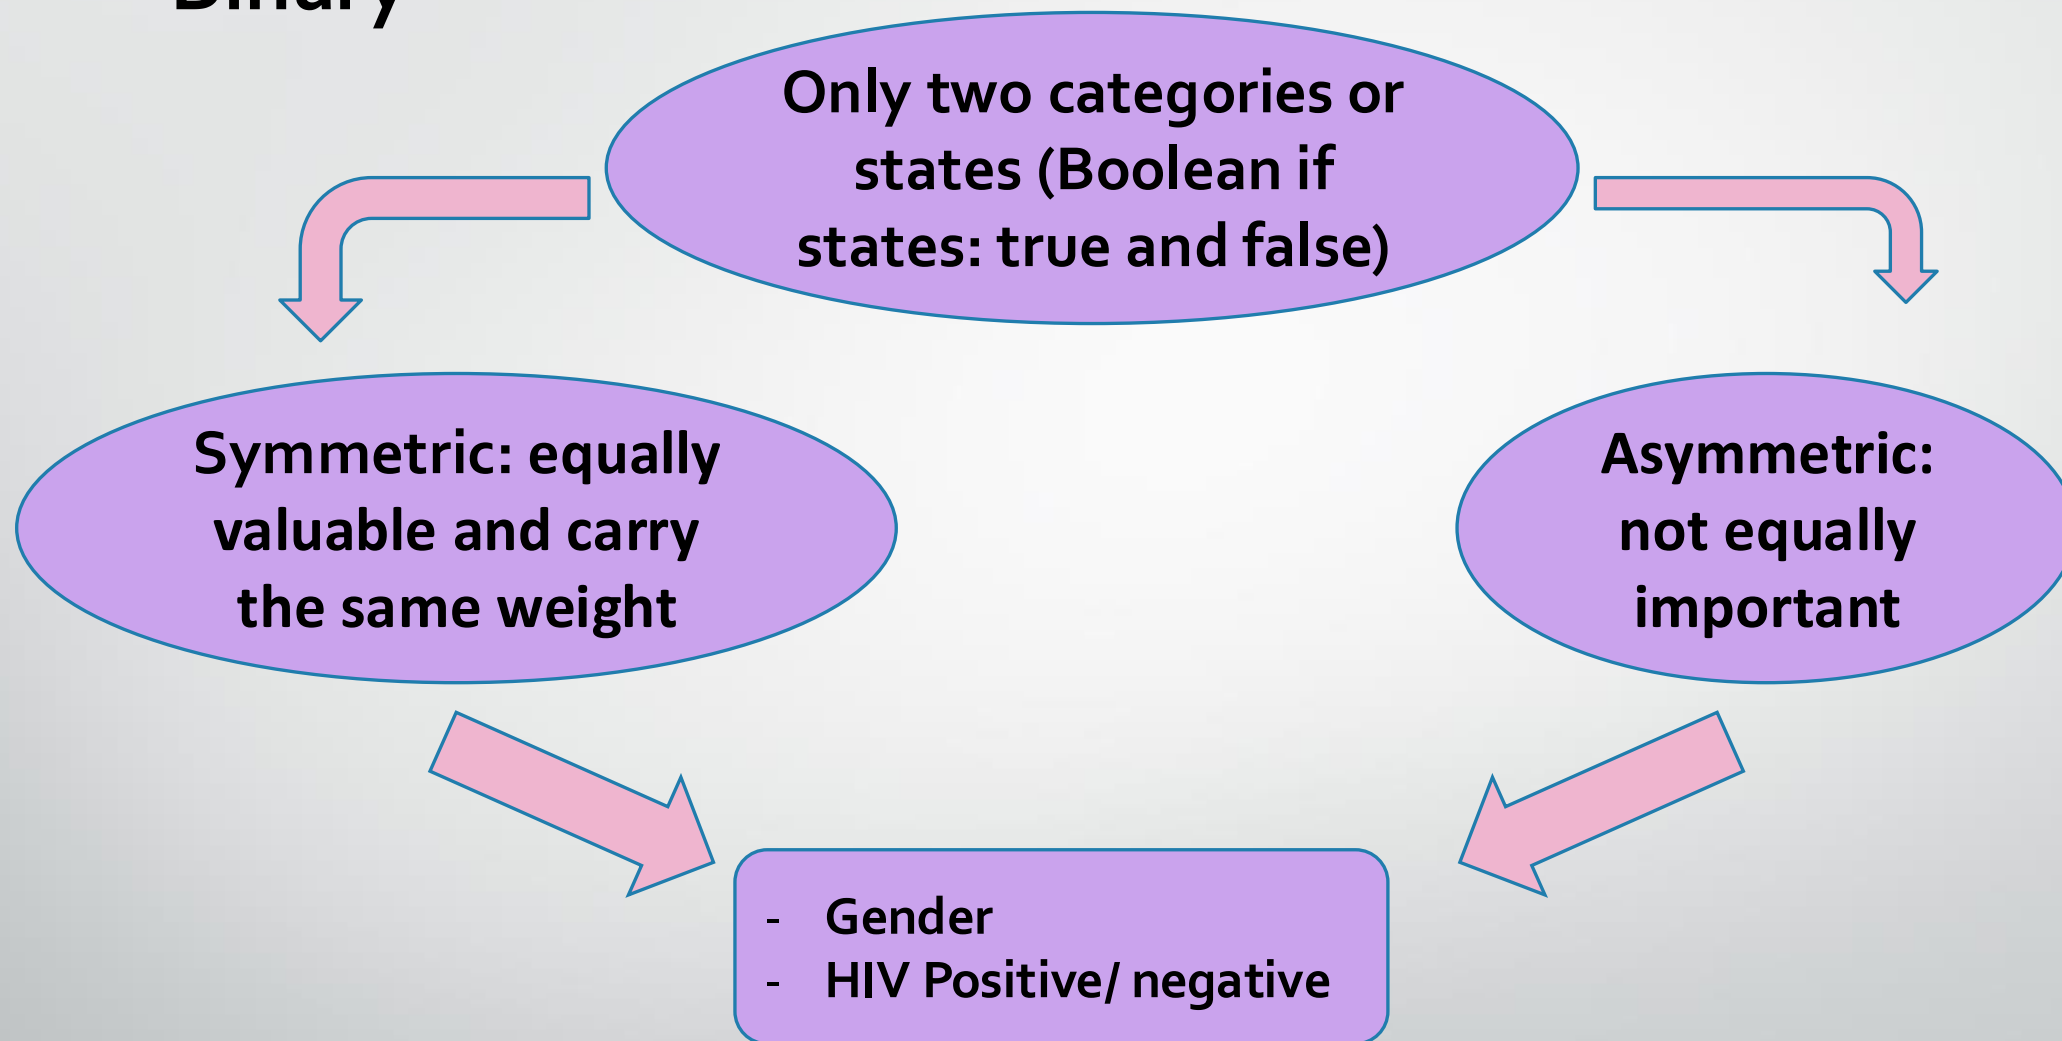 Binary
Only two categories or
states (Boolean if
states: true and false)
Symmetric: equally
valuable and carry
the same weight
Asymmetric:
not equally
important
- Gender
- HIV Positive/ negative